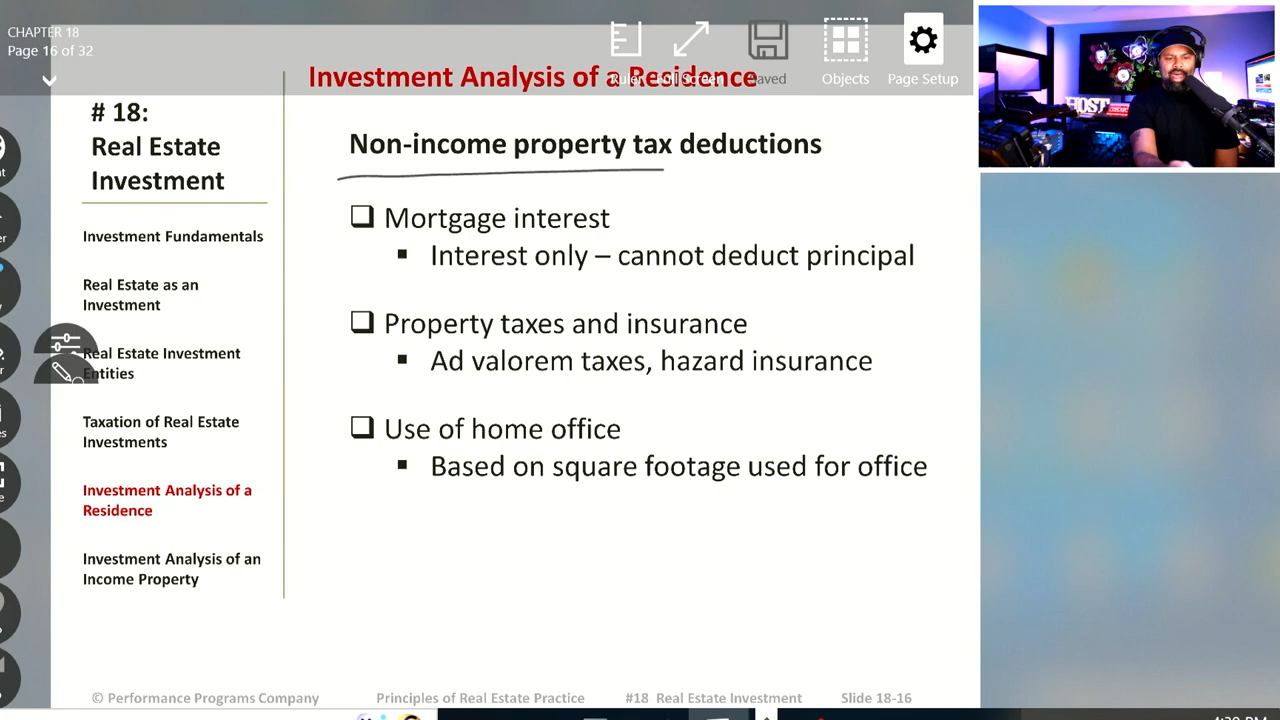 CHAPTER 18
Page 16 of 32
Saved
Objects
Page Setup
Investment Analysis of a Residence
# 18:
Real Estate
Investment
Investment Fundamentals
Real Estate as an
Investment
Real Estate Investment
Entities
Taxation of Real Estate
Investments
Investment Analysis of a
Residence
Investment Analysis of an
Income Property
Non-income property tax deductions
Mortgage interest
Interest only – cannot deduct principal
Property taxes and insurance
Ad valorem taxes, hazard insurance
Use of home office
Based on square footage used for office
© Performance Programs Company Principles of Real Estate Practice #18 Real Estate Investment Slide 18-16
HOST